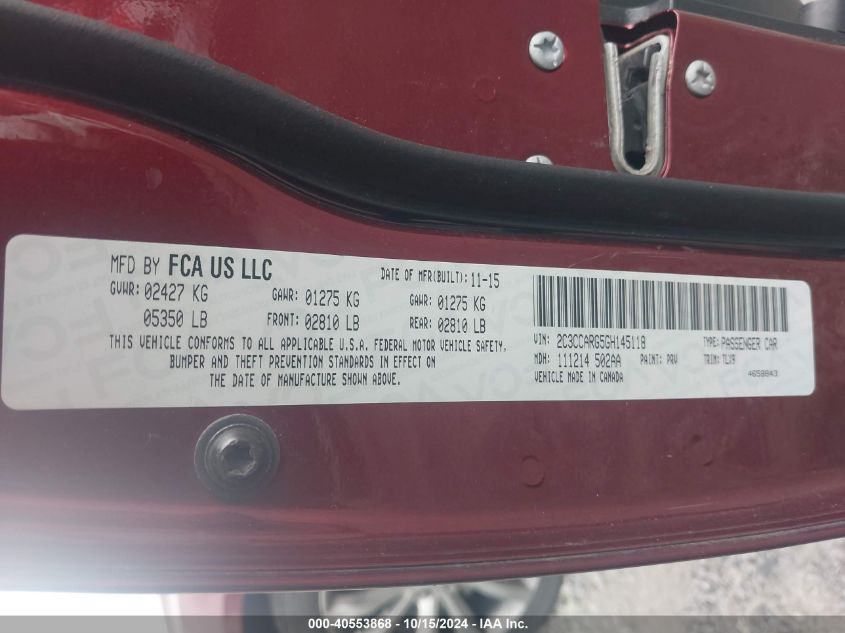 MFD BY FCA US LLC
DATE OF MFR(BUILT): 11-15
GVWR: 02427 KG GAWR: 01275 KG GAWR: 01275 KG
05350 LB FRONT: 02810 LB REAR: 02810 LB
THIS VEHICLE CONFORMS TO ALL APPLICABLE U.S.A. FEDERAL MOTOR VEHICLE SAFETY,
BUMPER AND THEFT PREVENTION STANDARDS IN EFFECT ON
THE DATE OF MANUFACTURE SHOWN ABOVE.
VIN: 2C3CCARG5GH145118 TYPE: PASSENGER CAR
MDH: 111214 502AA PAINT: PRV TRIM: TLX9
VEHICLE MADE IN CANADA 4658843
000-40553868 - 10/15/2024 - IAA Inc.